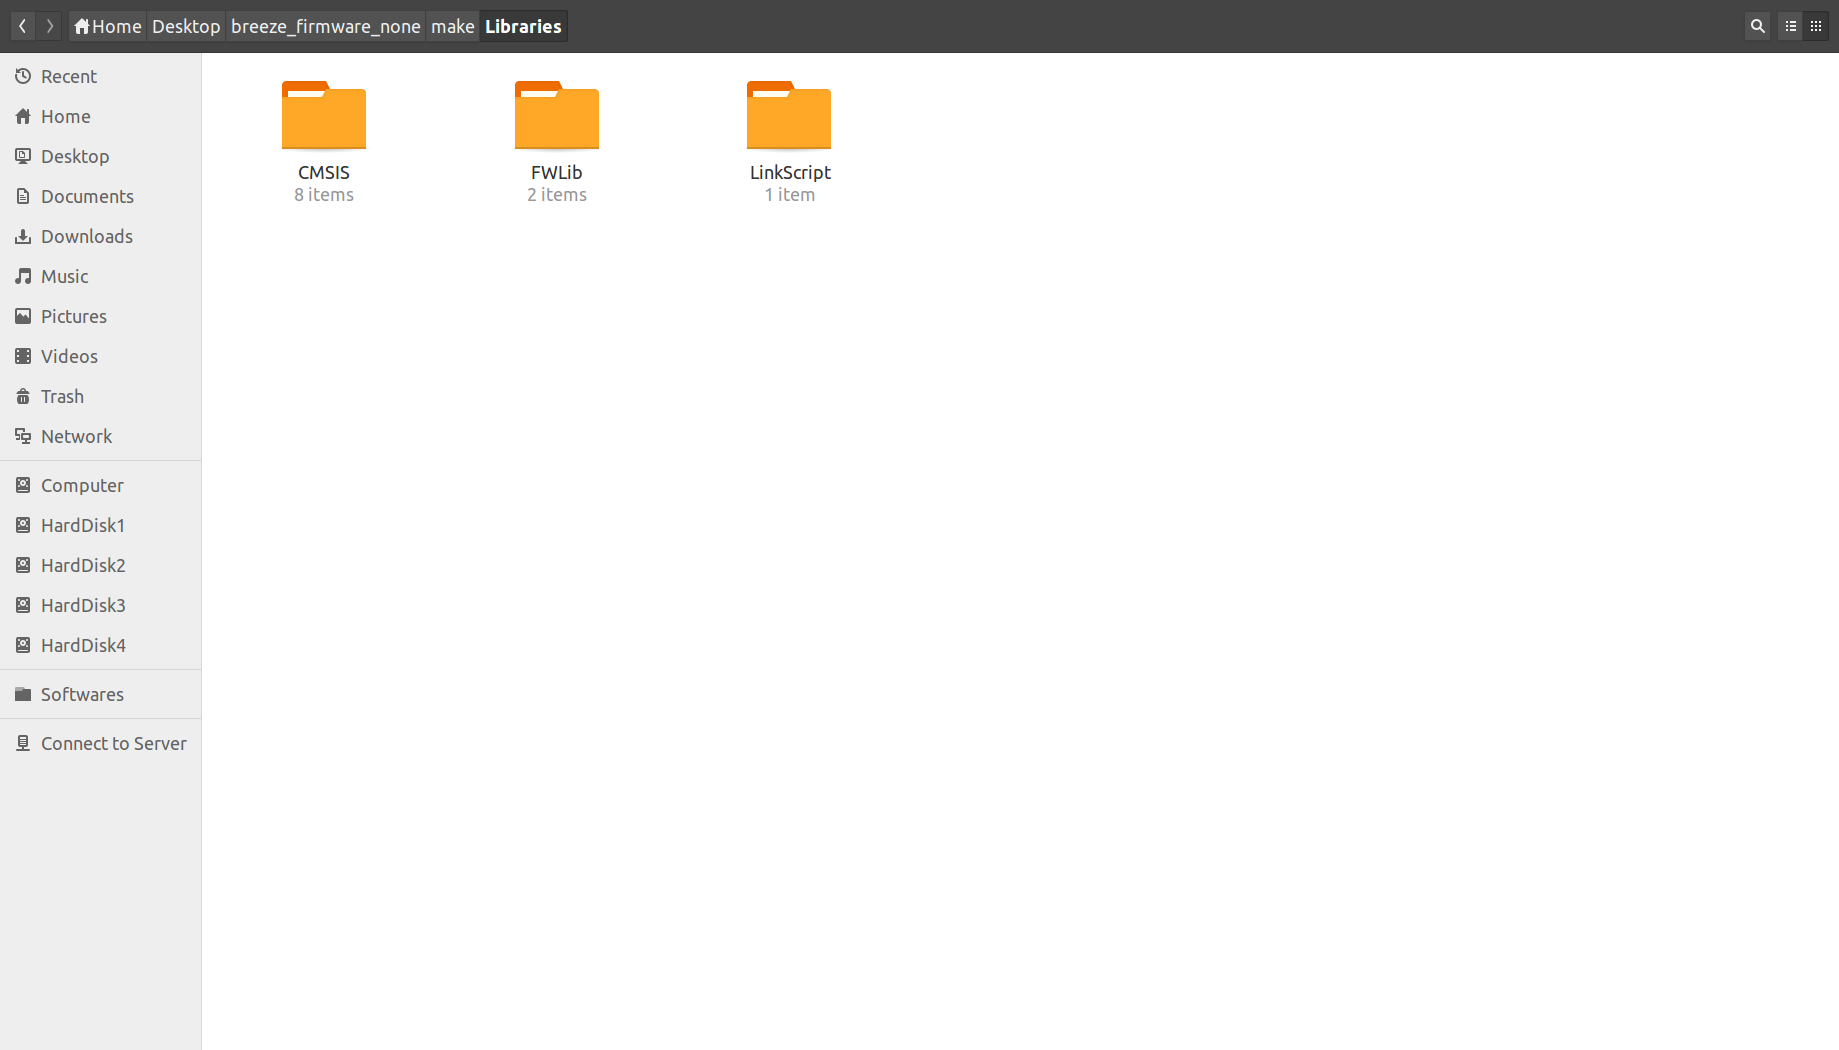 Home Desktop breeze_firmware_none make Libraries
Recent
Home
Desktop
Documents
Downloads
Music
Pictures
Videos
Trash
Network
Computer
HardDisk1
HardDisk2
HardDisk3
HardDisk4
Softwares
Connect to Server
CMSIS
8 items
FWLib
2 items
LinkScript
1 item